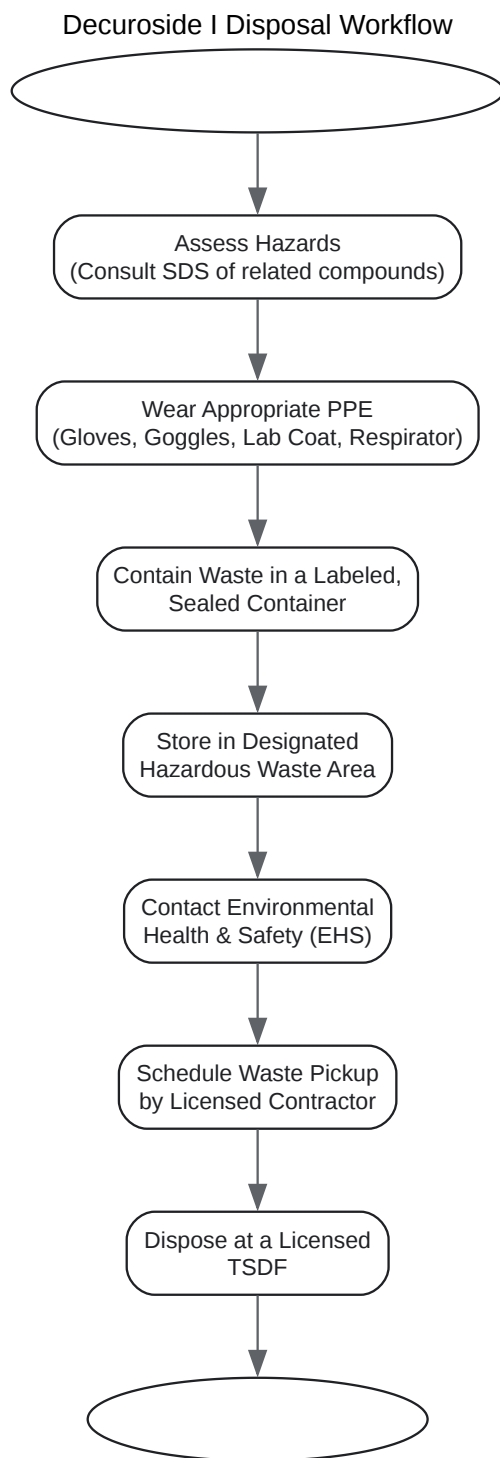 Decuroside I Disposal Workflow
Assess Hazards
(Consult SDS of related compounds)
Wear Appropriate PPE
(Gloves, Goggles, Lab Coat, Respirator)
Contain Waste in a Labeled,
Sealed Container
Store in Designated
Hazardous Waste Area
Contact Environmental
Health & Safety (EHS)
Schedule Waste Pickup
by Licensed Contractor
Dispose at a Licensed
TSDF